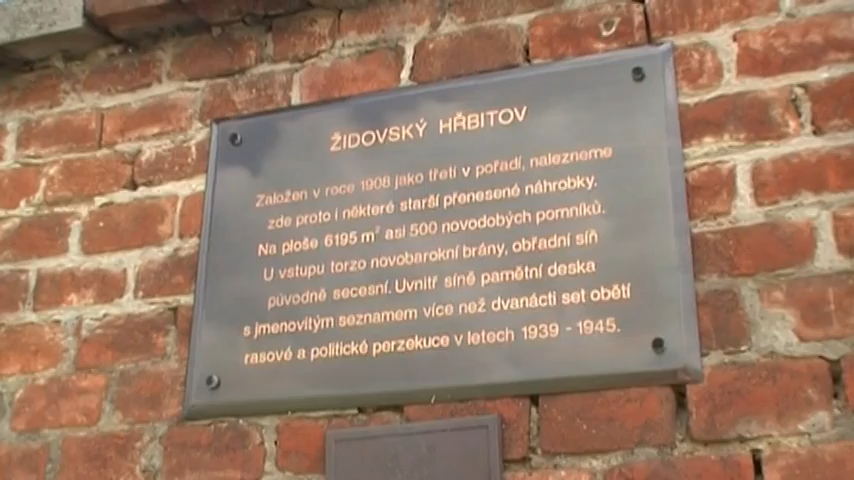 ŽIDOVSKÝ HŘBITOV
Založen v roce 1908 jako třetí v pořadí, nalezneme
zde proto i některé starší přenesené náhrobky.
Na ploše 6195 m² asi 500 novodobých pomníků.
U vstupu torzo novobarokní brány, obřadní síň
původně secesní. Uvnitř síně pamětní deska
s jmenovitým seznamem více než dvanácti set obětí
rasové a politické perzekuce v letech 1939 - 1945.